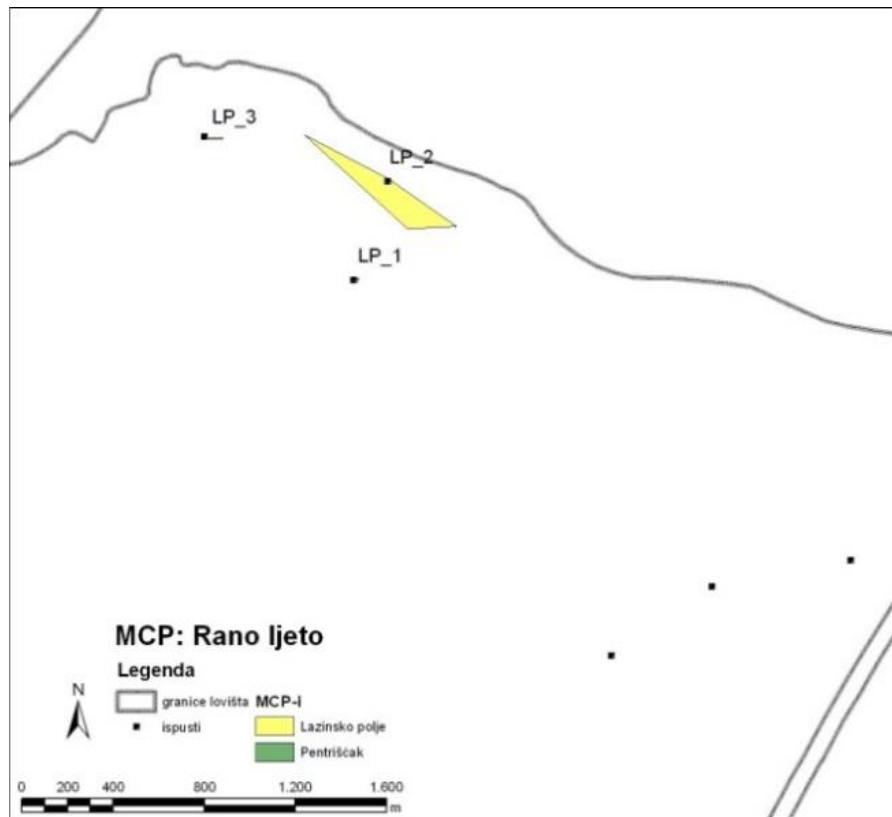 LP_3
LP_2
LP_1
MCP: Rano ljeto
Legenda
N
granice lovišta
ispusti
MCP-i
Lazinsko polje
Pentrišćak
0 200 400 800 1.200 1.600
m